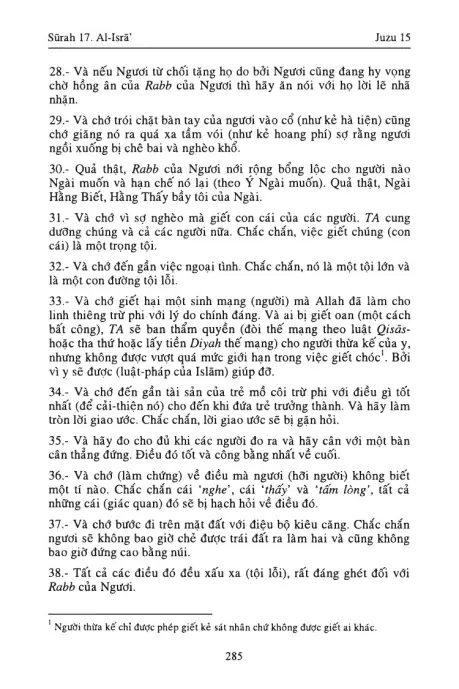 Sūrah 17. Al-Isrā’ Juzu 15
28.- Và nếu Ngươi từ chối tặng họ do bởi Ngươi cũng đang hy vọng
chờ hồng ân của Rabb của Ngươi thì hãy ăn nói với họ lời lẽ nhã
nhặn.
29.- Và chớ trói chặt bàn tay của ngươi vào cổ (như kẻ hà tiện) cũng
chớ giăng nó ra quá xa tầm vói (như kẻ hoang phí) sợ rằng ngươi
ngồi xuống bị chê bai và nghèo khổ.
30.- Quả thật, Rabb của Ngươi nới rộng bổng lộc cho người nào
Ngài muốn và hạn chế nó lại (theo Ý Ngài muốn). Quả thật, Ngài
Hằng Biết, Hằng Thấy bầy tôi của Ngài.
31.- Và chớ vì sợ nghèo mà giết con cái của các người. TA cung
dưỡng chúng và cả các người nữa. Chắc chắn, việc giết chúng (con
cái) là một trọng tội.
32.- Và chớ đến gần việc ngoại tình. Chắc chắn, nó là một tội lớn và
là một con đường tội lỗi.
33.- Và chớ giết hại một sinh mạng (người) mà Allah đã làm cho
linh thiêng trừ phi với lý do chính đáng. Và ai bị giết oan (một cách
bất công), TA sẽ ban thẩm quyền (đòi thế mạng theo luật Qisās-
hoặc tha thứ hoặc lấy tiền Diyah thế mạng) cho người thừa kế của y,
nhưng không được vượt quá mức giới hạn trong việc giết chóc¹. Bởi
vì y sẽ được (luật-pháp của Islām) giúp đỡ.
34.- Và chớ đến gần tài sản của trẻ mồ côi trừ phi với điều gì tốt
nhất (để cải-thiện nó) cho đến khi đứa trẻ trưởng thành. Và hãy làm
tròn lời giao ước. Chắc chắn, lời giao ước sẽ bị gặn hỏi.
35.- Và hãy đo cho đủ khi các người đo ra và hãy cân với một bàn
cân thẳng đứng. Điều đó tốt và công bằng nhất về cuối.
36.- Và chớ (làm chứng) về điều mà ngươi (hỡi người) không biết
một tí nào. Chắc chắn cái ‘nghe’, cái ‘thấy’ và ‘tấm lòng’, tất cả
những cái (giác quan) đó sẽ bị hạch hỏi về điều đó.
37.- Và chớ bước đi trên mặt đất với điệu bộ kiêu căng. Chắc chắn
ngươi sẽ không bao giờ chẻ được trái đất ra làm hai và cũng không
bao giờ đứng cao bằng núi.
38.- Tất cả các điều đó đều xấu xa (tội lỗi), rất đáng ghét đối với
Rabb của Ngươi.
¹ Người thừa kế chỉ được phép giết kẻ sát nhân chứ không được giết ai khác.
285